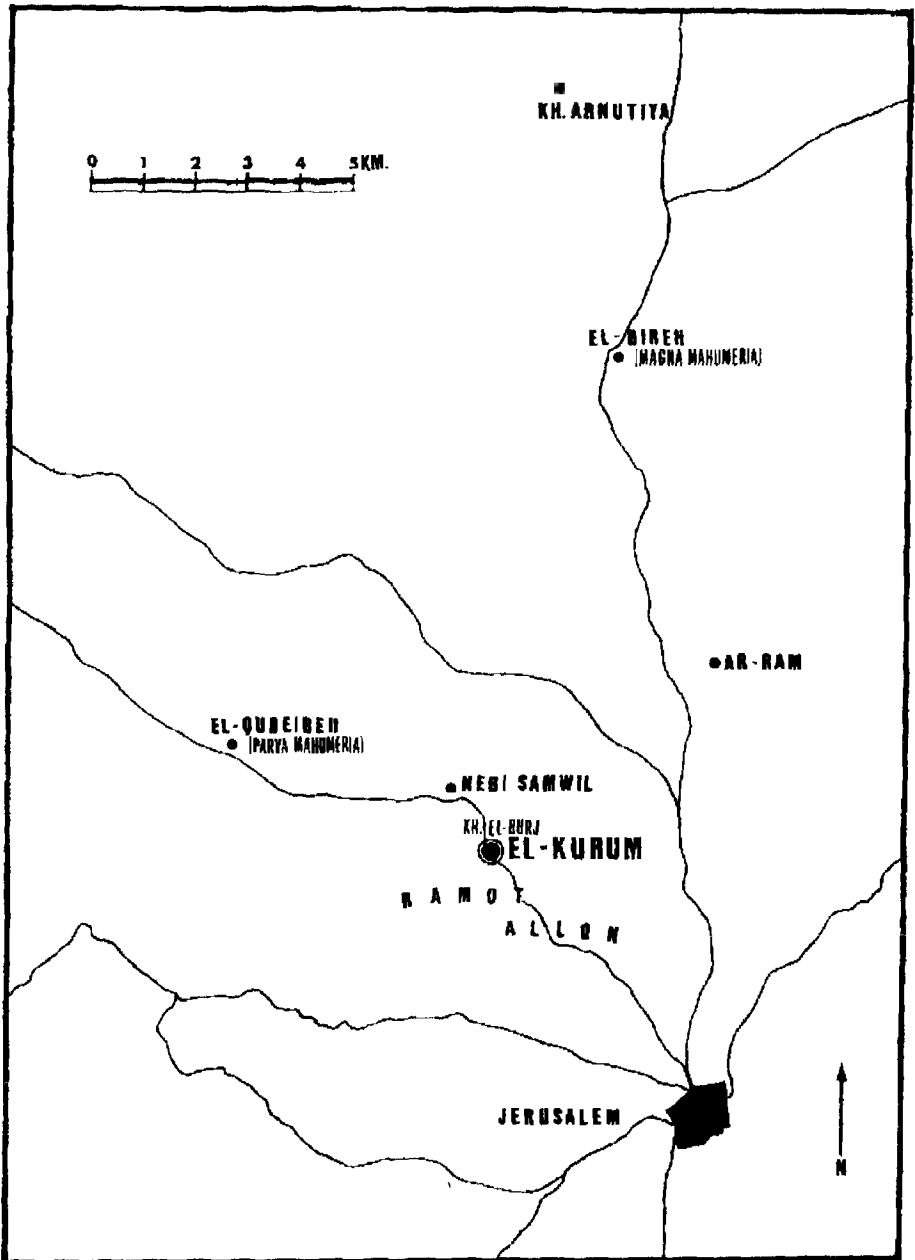 KH. ARNUTIYA
0 1 2 3 4 5 KM.
EL-BIREH
(MAGNA MAHUMERIA)
AR-RAM
EL-QUBEIBEH
(PARVA MAHUMERIA)
NEBI SAMWIL
KH. EL-BURJ
EL-KURUM
RAMOT
ALLON
JERUSALEM
N